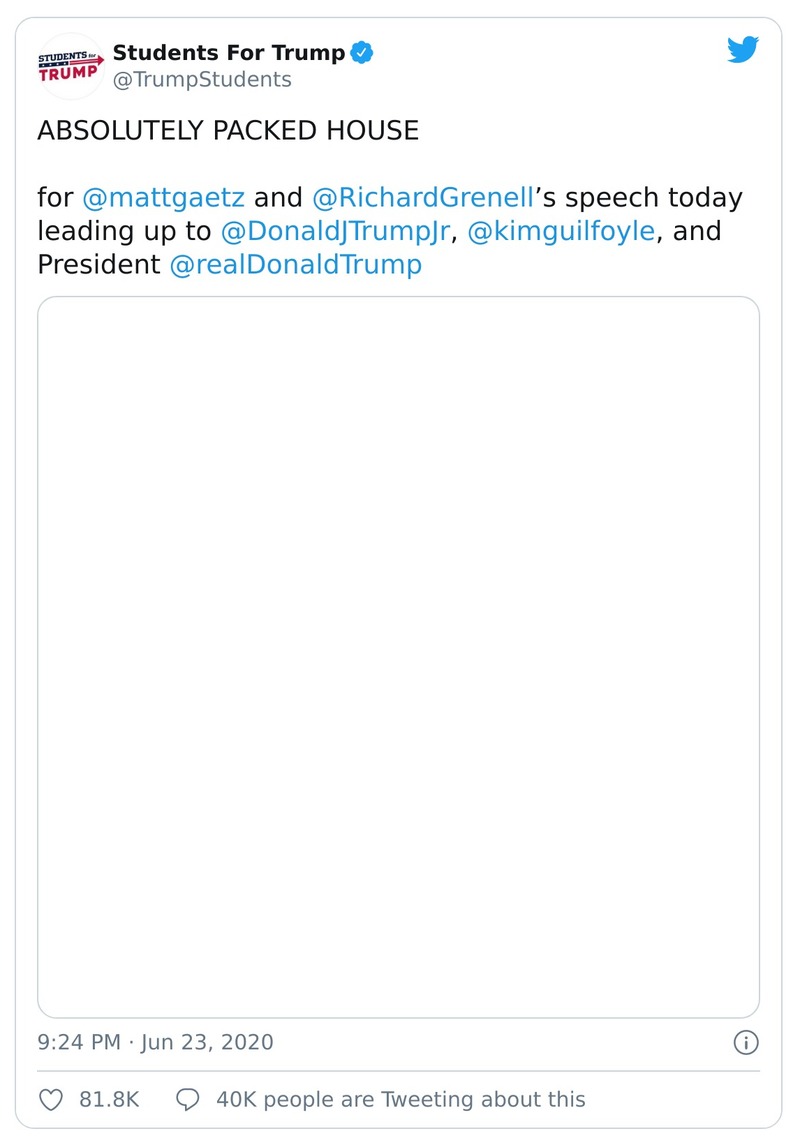 STUDENTS for
TRUMP
Students For Trump
@TrumpStudents
ABSOLUTELY PACKED HOUSE
for @mattgaetz and @RichardGrenell’s speech today
leading up to @DonaldJTrumpJr, @kimguilfoyle, and
President @realDonaldTrump
9:24 PM · Jun 23, 2020
81.8K 40K people are Tweeting about this